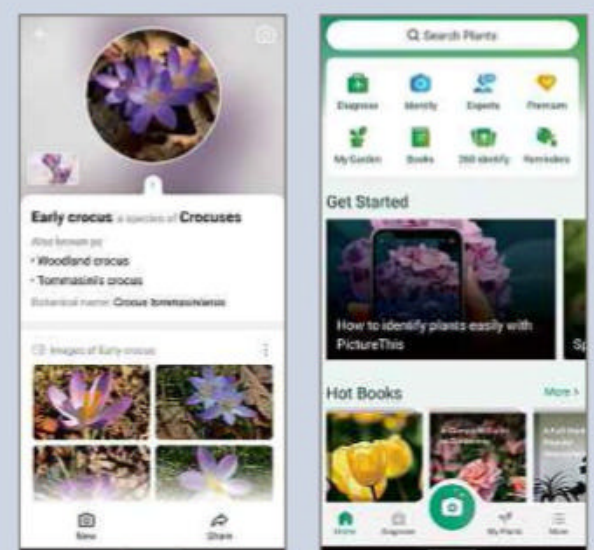 Early crocus a species of Crocuses
Also known as
• Woodland crocus
• Tommasini's crocus
Botanical name: Crocus tommasinianus
Images of Early crocus
New
Share
Search Plants
Diagnose
Identify
Experts
Premium
My Garden
Books
360 Identify
Reminders
Get Started
How to identify plants easily with
PictureThis
Sp
Hot Books
More >
Home
Diagnose
My Plants
More